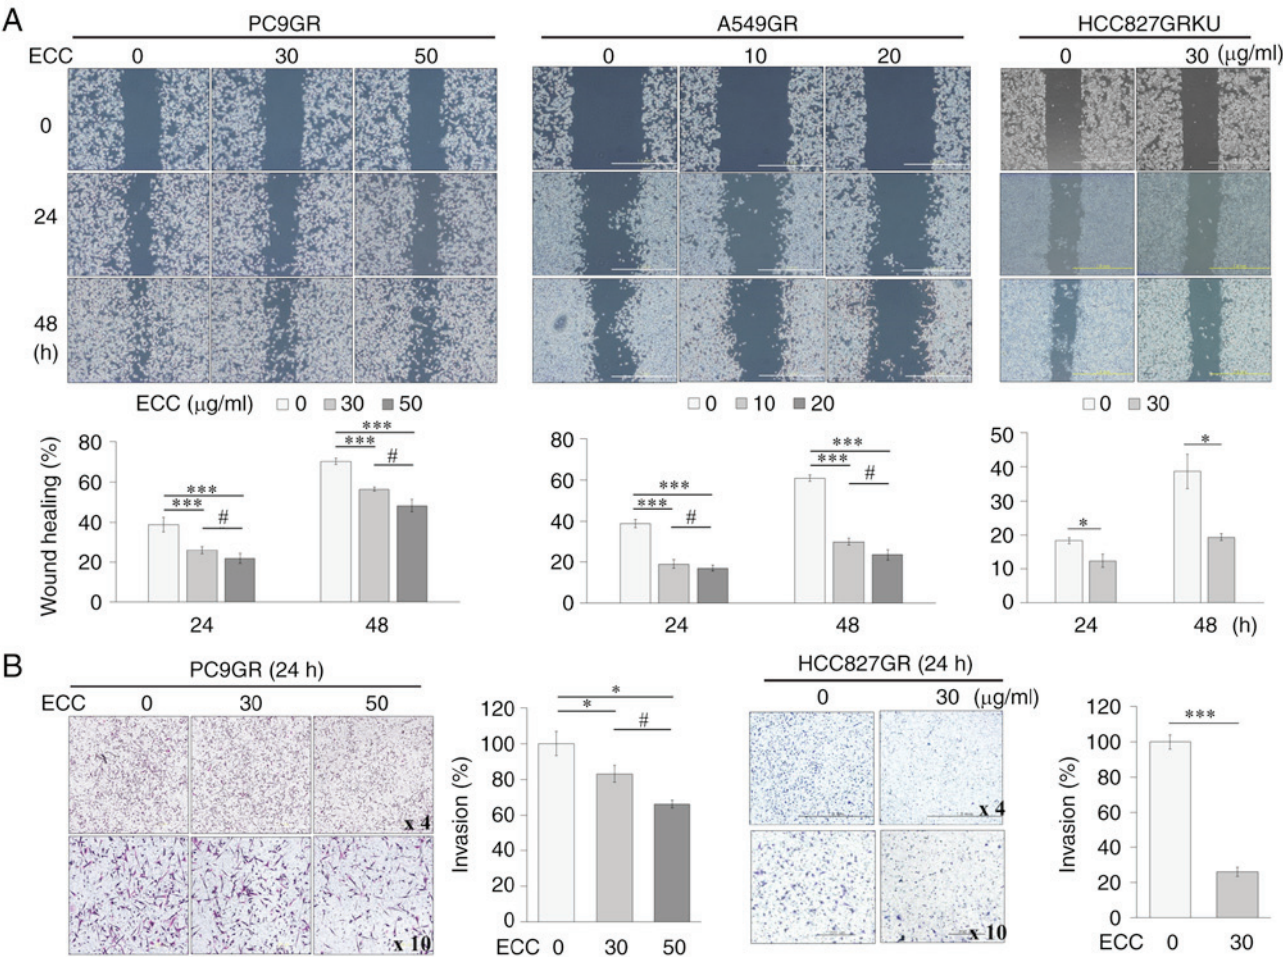 A
PC9GR A549GR HCC827GRKU
ECC 0 30 50 0 10 20 0 30 (μg/ml)
0
24
48
(h)
ECC (μg/ml) 0 30 50 0 10 20 0 30
Wound healing (%)
80
60
40
20
0
*** *** # *** *** #
24 48
80
60
40
20
0
*** *** # *** *** #
24 48
50
40
30
20
10
0
* *
24 48 (h)
B
PC9GR (24 h)
ECC 0 30 50
x 4
x 10
Invasion (%)
120
100
80
60
40
20
0
* * #
ECC 0 30 50
HCC827GR (24 h)
0 30 (μg/ml)
x 4
x 10
Invasion (%)
120
100
80
60
40
20
0
***
ECC 0 30